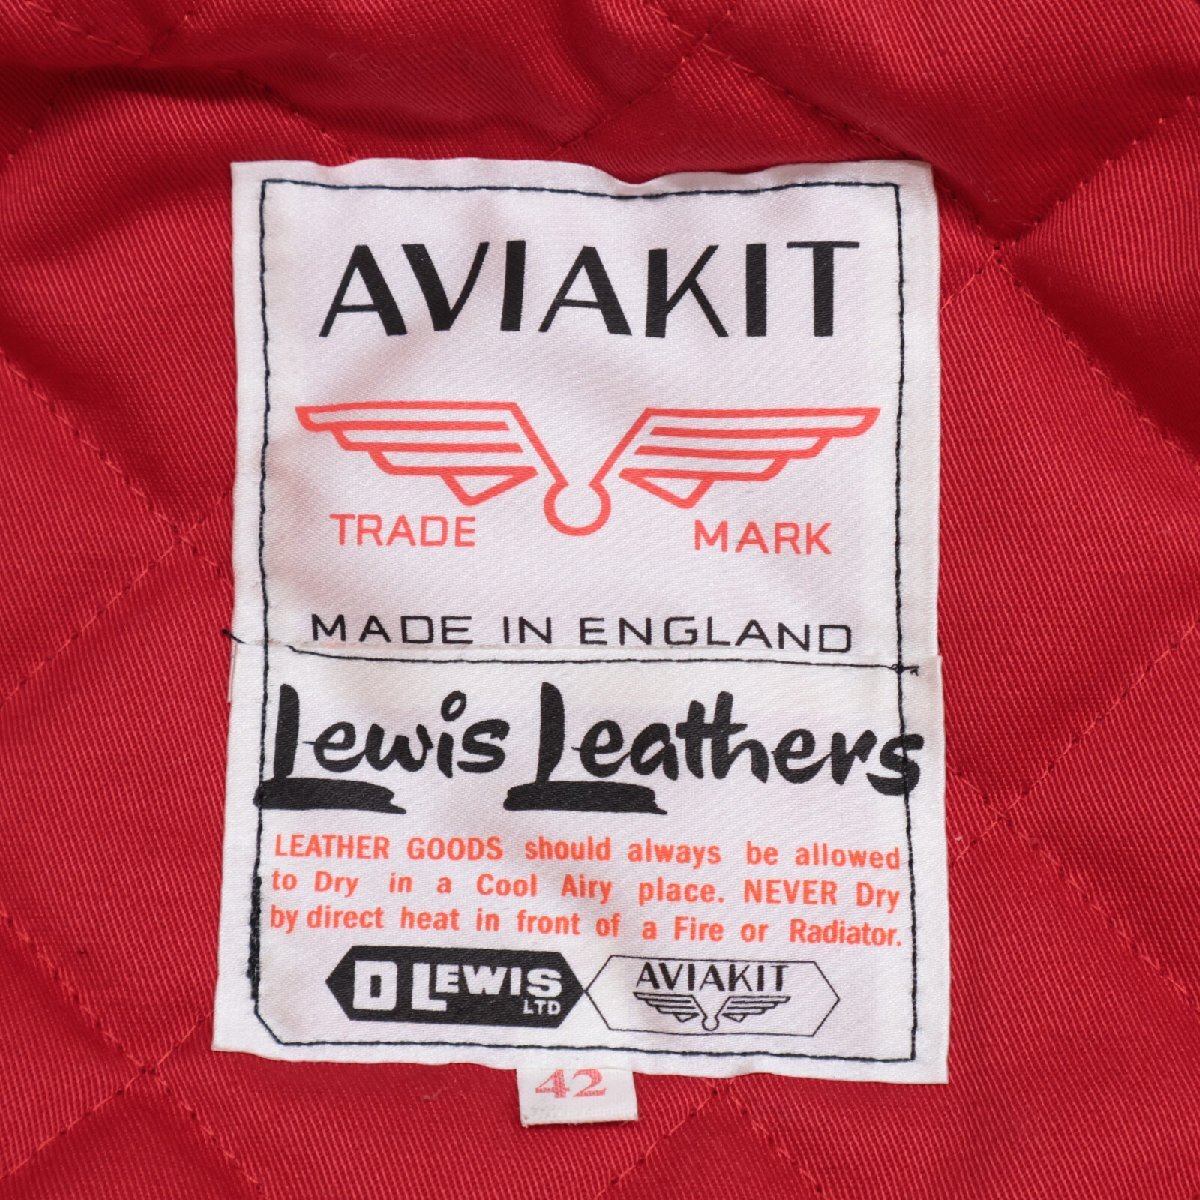 AVIAKIT
TRADE MARK
MADE IN ENGLAND
Lewis Leathers
LEATHER GOODS should always be allowed
to Dry in a Cool Airy place. NEVER Dry
by direct heat in front of a Fire or Radiator.
D LEWIS LTD
AVIAKIT
42